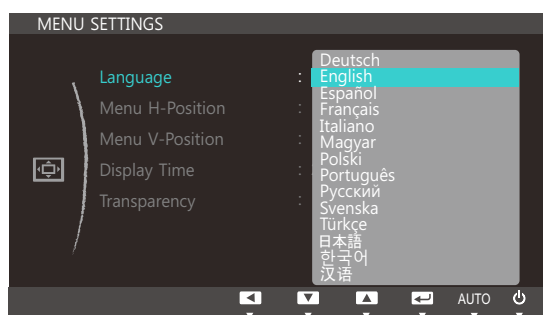 MENU SETTINGS
Language :
Deutsch
English
Español
Français
Italiano
Magyar
Polski
Português
Русский
Svenska
Türkçe
日本語
한국어
汉语
Menu H-Position :
Menu V-Position :
Display Time :
Transparency :
AUTO